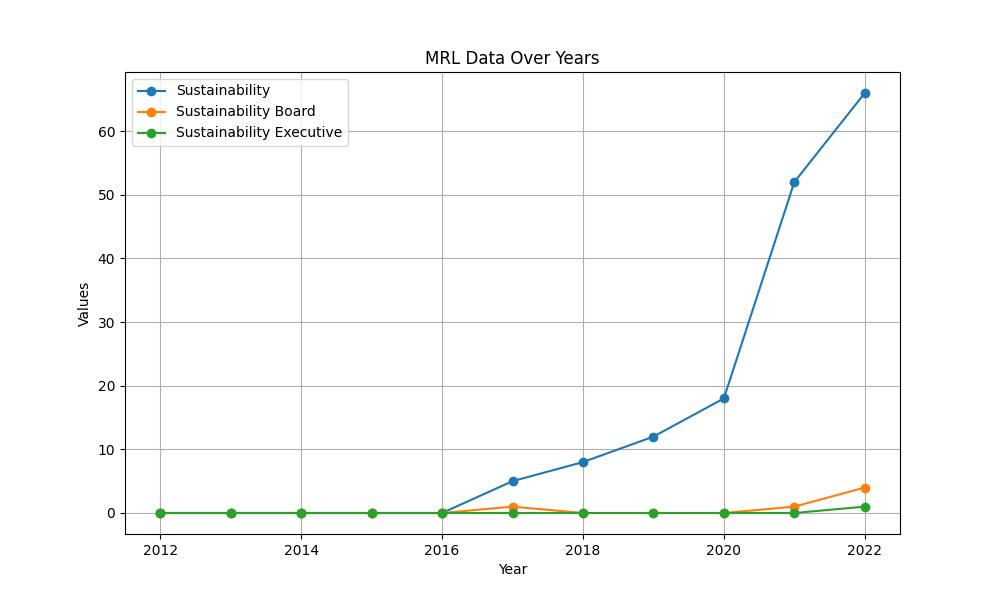 MRL Data Over Years
Sustainability
Sustainability Board
Sustainability Executive
60
50
40
30
20
10
0
Values
2012 2014 2016 2018 2020 2022
Year